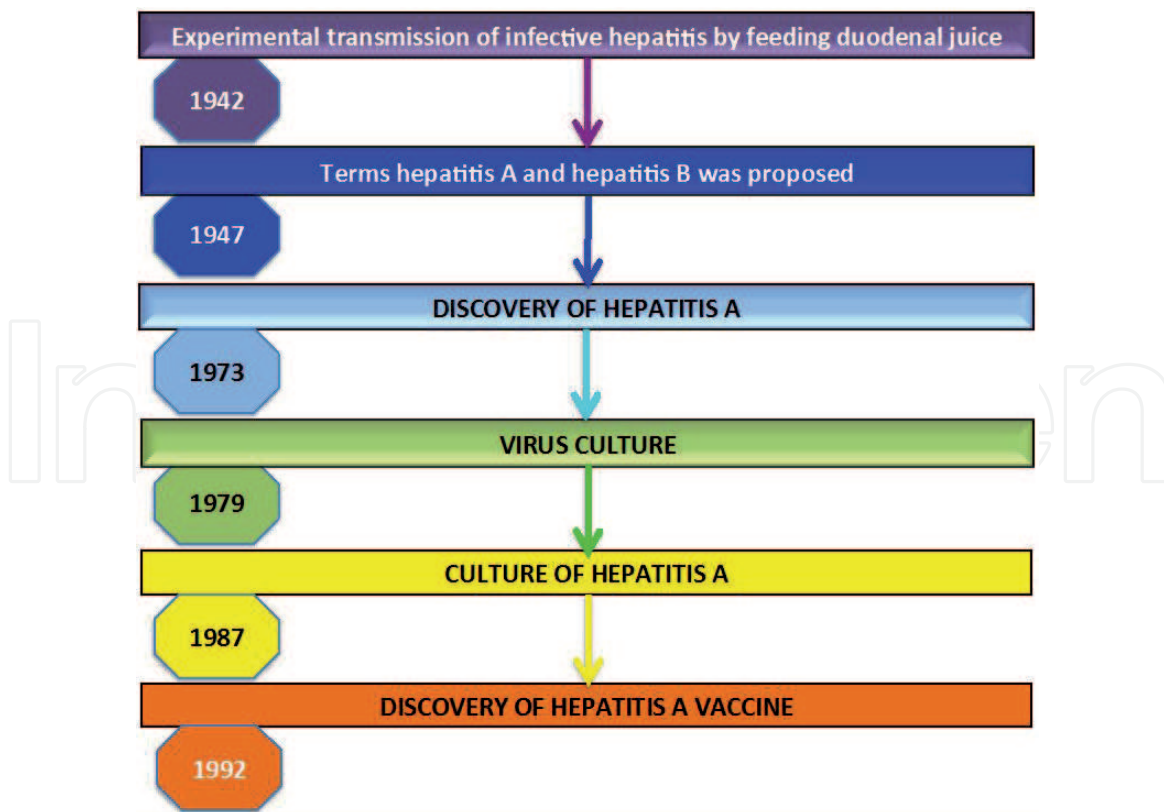 Experimental transmission of infective hepatitis by feeding duodenal juice
1942
Terms hepatitis A and hepatitis B was proposed
1947
DISCOVERY OF HEPATITIS A
1973
VIRUS CULTURE
1979
CULTURE OF HEPATITIS A
1987
DISCOVERY OF HEPATITIS A VACCINE
1992